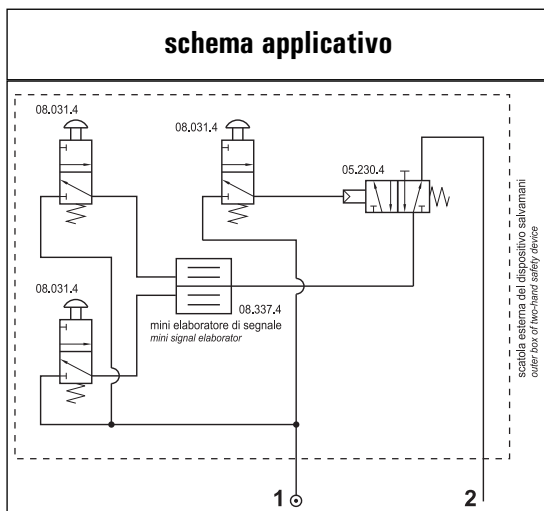 schema applicativo
08.031.4
08.031.4
05.230.4
08.031.4
08.337.4
mini elaboratore di segnale
mini signal elaborator
scatola esterna del dispositivo salvamani
outer box of two-hand safety device
1
2